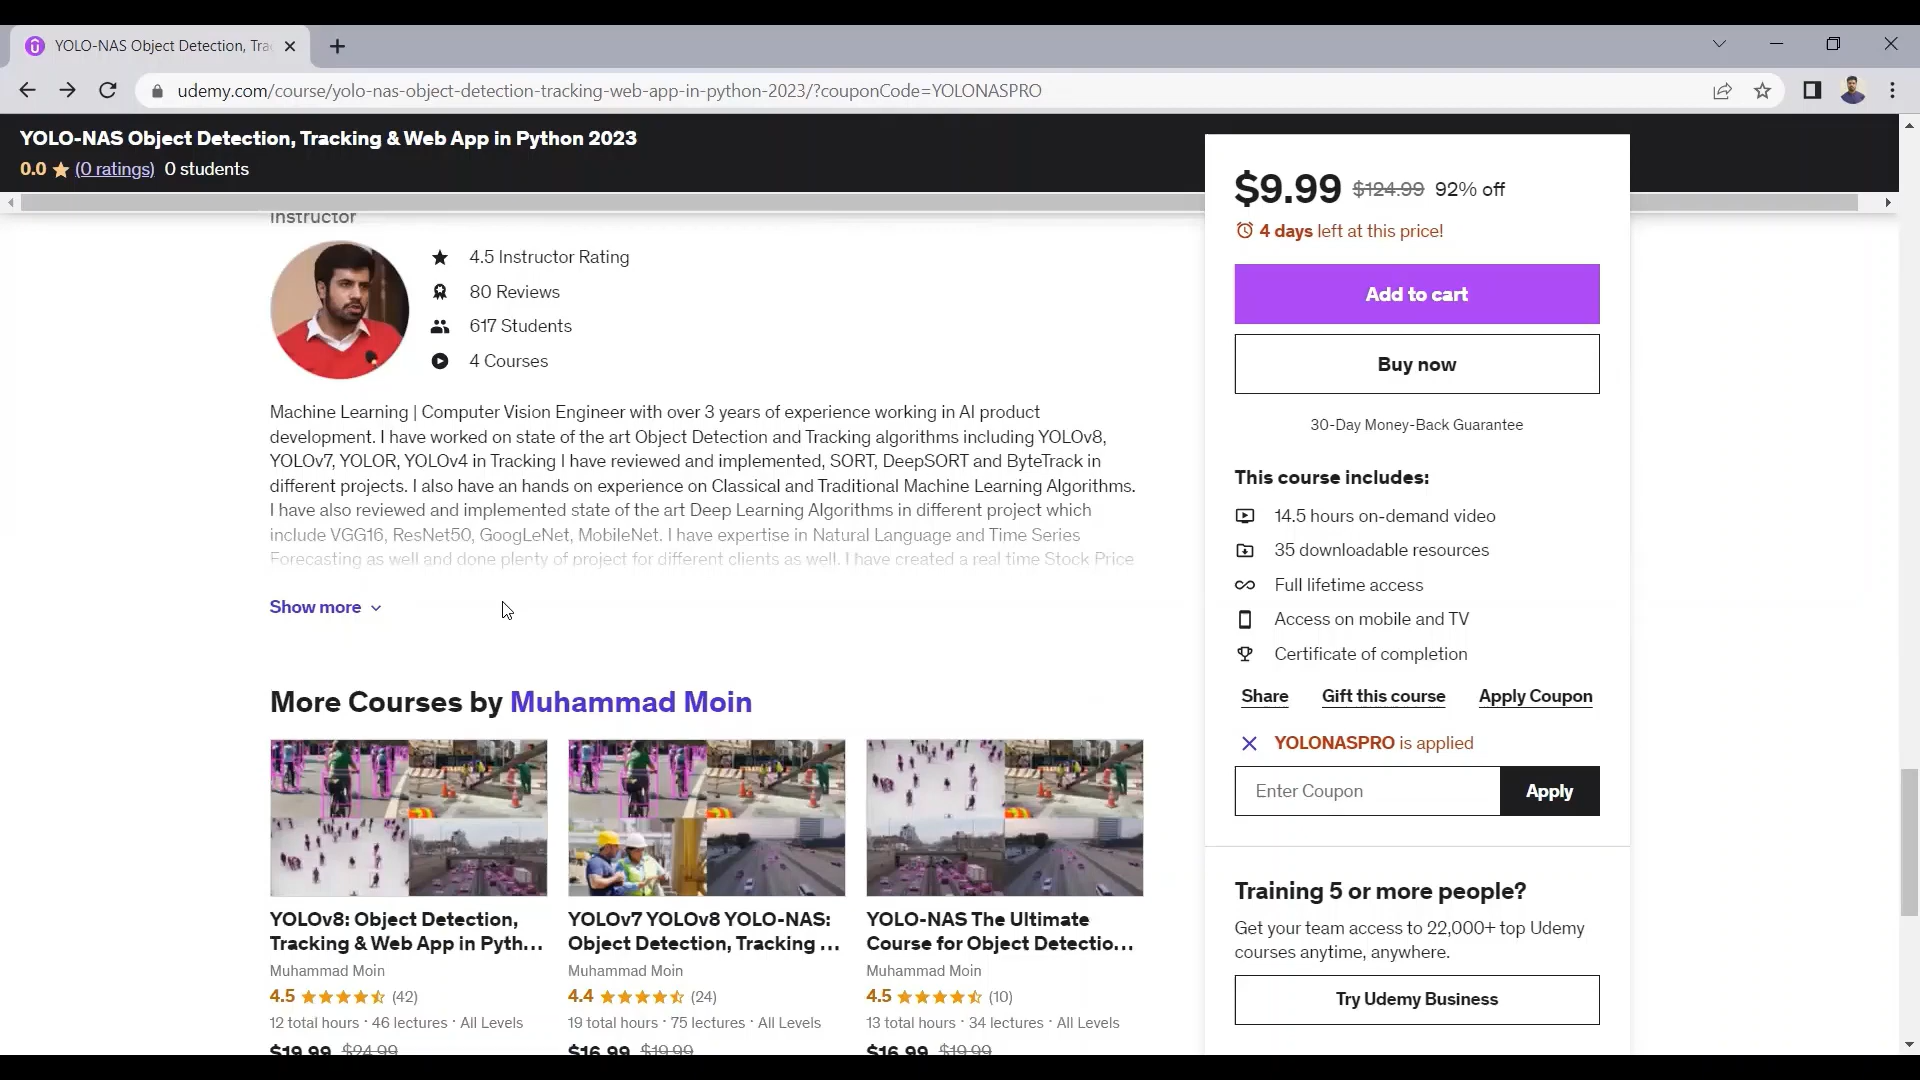 YOLO-NAS Object Detection, Tra
udemy.com/course/yolo-nas-object-detection-tracking-web-app-in-python-2023/?couponCode=YOLONASPRO
YOLO-NAS Object Detection, Tracking & Web App in Python 2023
0.0 ★ (0 ratings) 0 students
Instructor
4.5 Instructor Rating
80 Reviews
617 Students
4 Courses
Machine Learning | Computer Vision Engineer with over 3 years of experience working in AI product
development. I have worked on state of the art Object Detection and Tracking algorithms including YOLOv8,
YOLOv7, YOLOR, YOLOv4 in Tracking I have reviewed and implemented, SORT, DeepSORT and ByteTrack in
different projects. I also have an hands on experience on Classical and Traditional Machine Learning Algorithms.
I have also reviewed and implemented state of the art Deep Learning Algorithms in different project which
include VGG16, ResNet50, GoogLeNet, MobileNet. I have expertise in Natural Language and Time Series
Forecasting as well and done plenty of project for different clients as well. I have created a real time Stock Price
Show more
More Courses by Muhammad Moin
YOLOv8: Object Detection,
Tracking & Web App in Pyth...
Muhammad Moin
4.5 (42)
12 total hours · 46 lectures · All Levels
$19.99 $24.99
YOLOv7 YOLOv8 YOLO-NAS:
Object Detection, Tracking ...
Muhammad Moin
4.4 (24)
19 total hours · 75 lectures · All Levels
$16.99 $19.99
YOLO-NAS The Ultimate
Course for Object Detectio...
Muhammad Moin
4.5 (10)
13 total hours · 34 lectures · All Levels
$16.99 $19.99
$9.99 $124.99 92% off
4 days left at this price!
Add to cart
Buy now
30-Day Money-Back Guarantee
This course includes:
14.5 hours on-demand video
35 downloadable resources
Full lifetime access
Access on mobile and TV
Certificate of completion
Share Gift this course Apply Coupon
YOLONASPRO is applied
Enter Coupon Apply
Training 5 or more people?
Get your team access to 22,000+ top Udemy
courses anytime, anywhere.
Try Udemy Business